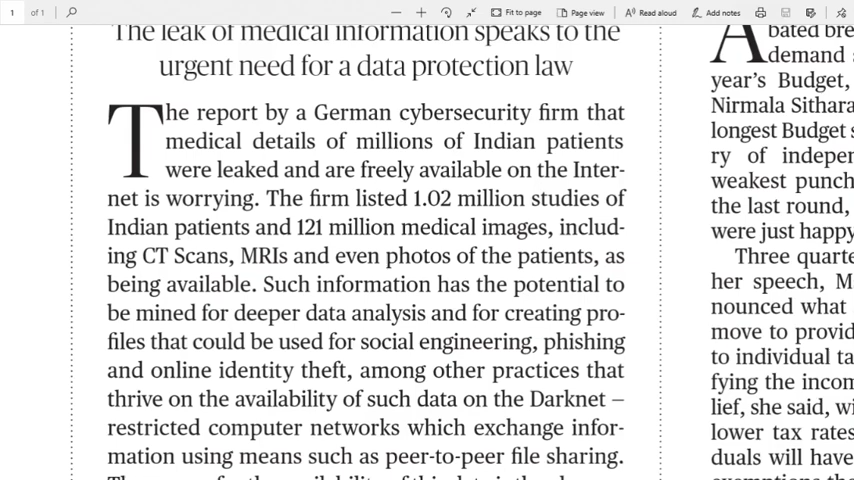 1 of 1
Fit to page
Page view
Read aloud
Add notes
The leak of medical information speaks to the
urgent need for a data protection law
The report by a German cybersecurity firm that
medical details of millions of Indian patients
were leaked and are freely available on the Inter-
net is worrying. The firm listed 1.02 million studies of
Indian patients and 121 million medical images, includ-
ing CT Scans, MRIs and even photos of the patients, as
being available. Such information has the potential to
be mined for deeper data analysis and for creating pro-
files that could be used for social engineering, phishing
and online identity theft, among other practices that
thrive on the availability of such data on the Darknet –
restricted computer networks which exchange infor-
mation using means such as peer-to-peer file sharing.
A bated bre
demand s
year's Budget,
Nirmala Sithara
longest Budget s
ry of indepen
weakest punch
the last round,
were just happy
Three quarte
her speech, M
nounced what
move to provid
to individual ta
fying the incom
lief, she said, wi
lower tax rates
duals will have